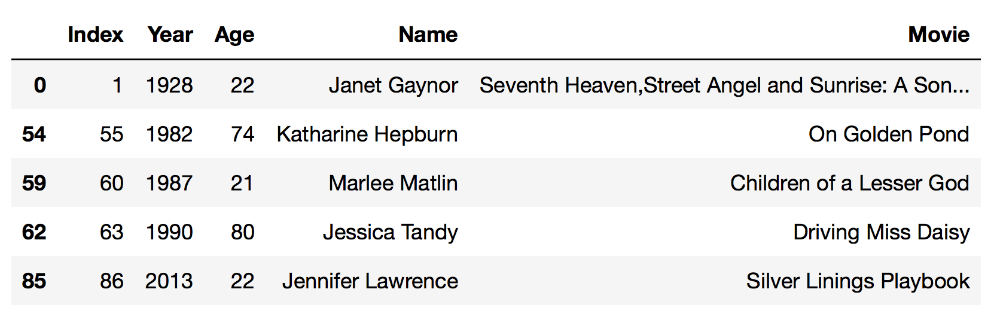 Index Year Age Name Movie
0 1 1928 22 Janet Gaynor Seventh Heaven,Street Angel and Sunrise: A Son...
54 55 1982 74 Katharine Hepburn On Golden Pond
59 60 1987 21 Marlee Matlin Children of a Lesser God
62 63 1990 80 Jessica Tandy Driving Miss Daisy
85 86 2013 22 Jennifer Lawrence Silver Linings Playbook